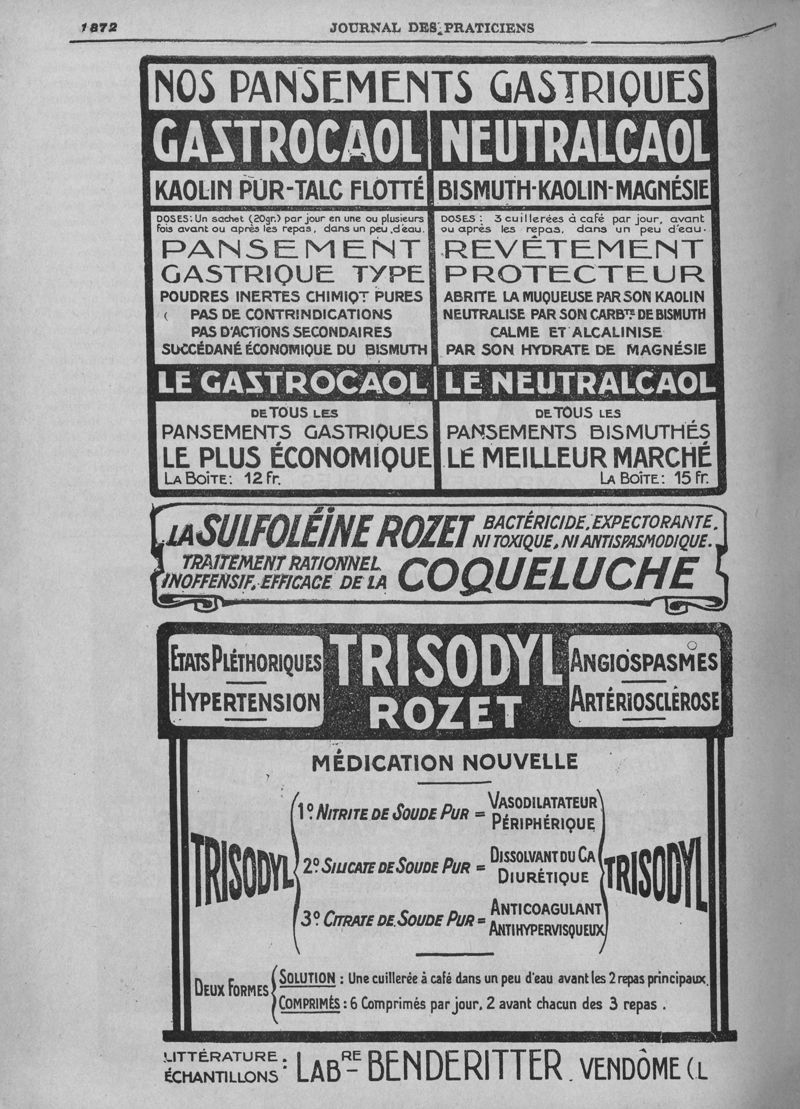 1872
JOURNAL DES PRATICIENS
NOS PANSEMENTS GASTRIQUES
GASTROCAOL
KAOLIN PUR-TALC FLOTTÉ
DOSES: Un sachet (20gr.) par jour en une ou plusieurs
fois avant ou après les repas, dans un peu d'eau.
PANSEMENT
GASTRIQUE TYPE
POUDRES INERTES CHIMIQT PURES
PAS DE CONTRINDICATIONS
PAS D'ACTIONS SECONDAIRES
SUCCÉDANÉ ÉCONOMIQUE DU BISMUTH
LE GASTROCAOL
DE TOUS LES
PANSEMENTS GASTRIQUES
LE PLUS ÉCONOMIQUE
LA BOÎTE: 12 fr.
NEUTRALCAOL
BISMUTH-KAOLIN-MAGNÉSIE
DOSES: 3 cuillerées à café par jour, avant
ou après les repas, dans un peu d'eau.
REVÊTEMENT
PROTECTEUR
ABRITE LA MUQUEUSE PAR SON KAOLIN
NEUTRALISE PAR SON CARBTE DE BISMUTH
CALME ET ALCALINISE
PAR SON HYDRATE DE MAGNÉSIE
LE NEUTRALCAOL
DE TOUS LES
PANSEMENTS BISMUTHÉS
LE MEILLEUR MARCHÉ
LA BOÎTE: 15 fr.
LA SULFOLÉINE ROZET
BACTÉRICIDE, EXPECTORANTE,
NI TOXIQUE, NI ANTISPASMODIQUE.
TRAITEMENT RATIONNEL
INOFFENSIF, EFFICACE DE LA
COQUELUCHE
ETATS PLÉTHORIQUES
HYPERTENSION
TRISODYL
ROZET
ANGIOSPASMES
ARTÉRIOSCLÉROSE
MÉDICATION NOUVELLE
TRISODYL
1º. NITRITE DE SOUDE PUR = VASODILATATEUR
PÉRIPHÉRIQUE
2º. SILICATE DE SOUDE PUR = DISSOLVANT DU CA
DIURÉTIQUE
3º. CITRATE DE SOUDE PUR = ANTICOAGULANT
ANTIHYPERVISQUEUX
TRISODYL
DEUX FORMES
SOLUTION : Une cuillerée à café dans un peu d'eau avant les 2 repas principaux.
COMPRIMÉS : 6 Comprimés par jour, 2 avant chacun des 3 repas.
LITTÉRATURE
ÉCHANTILLONS : LABRE BENDERITTER. VENDÔME (L